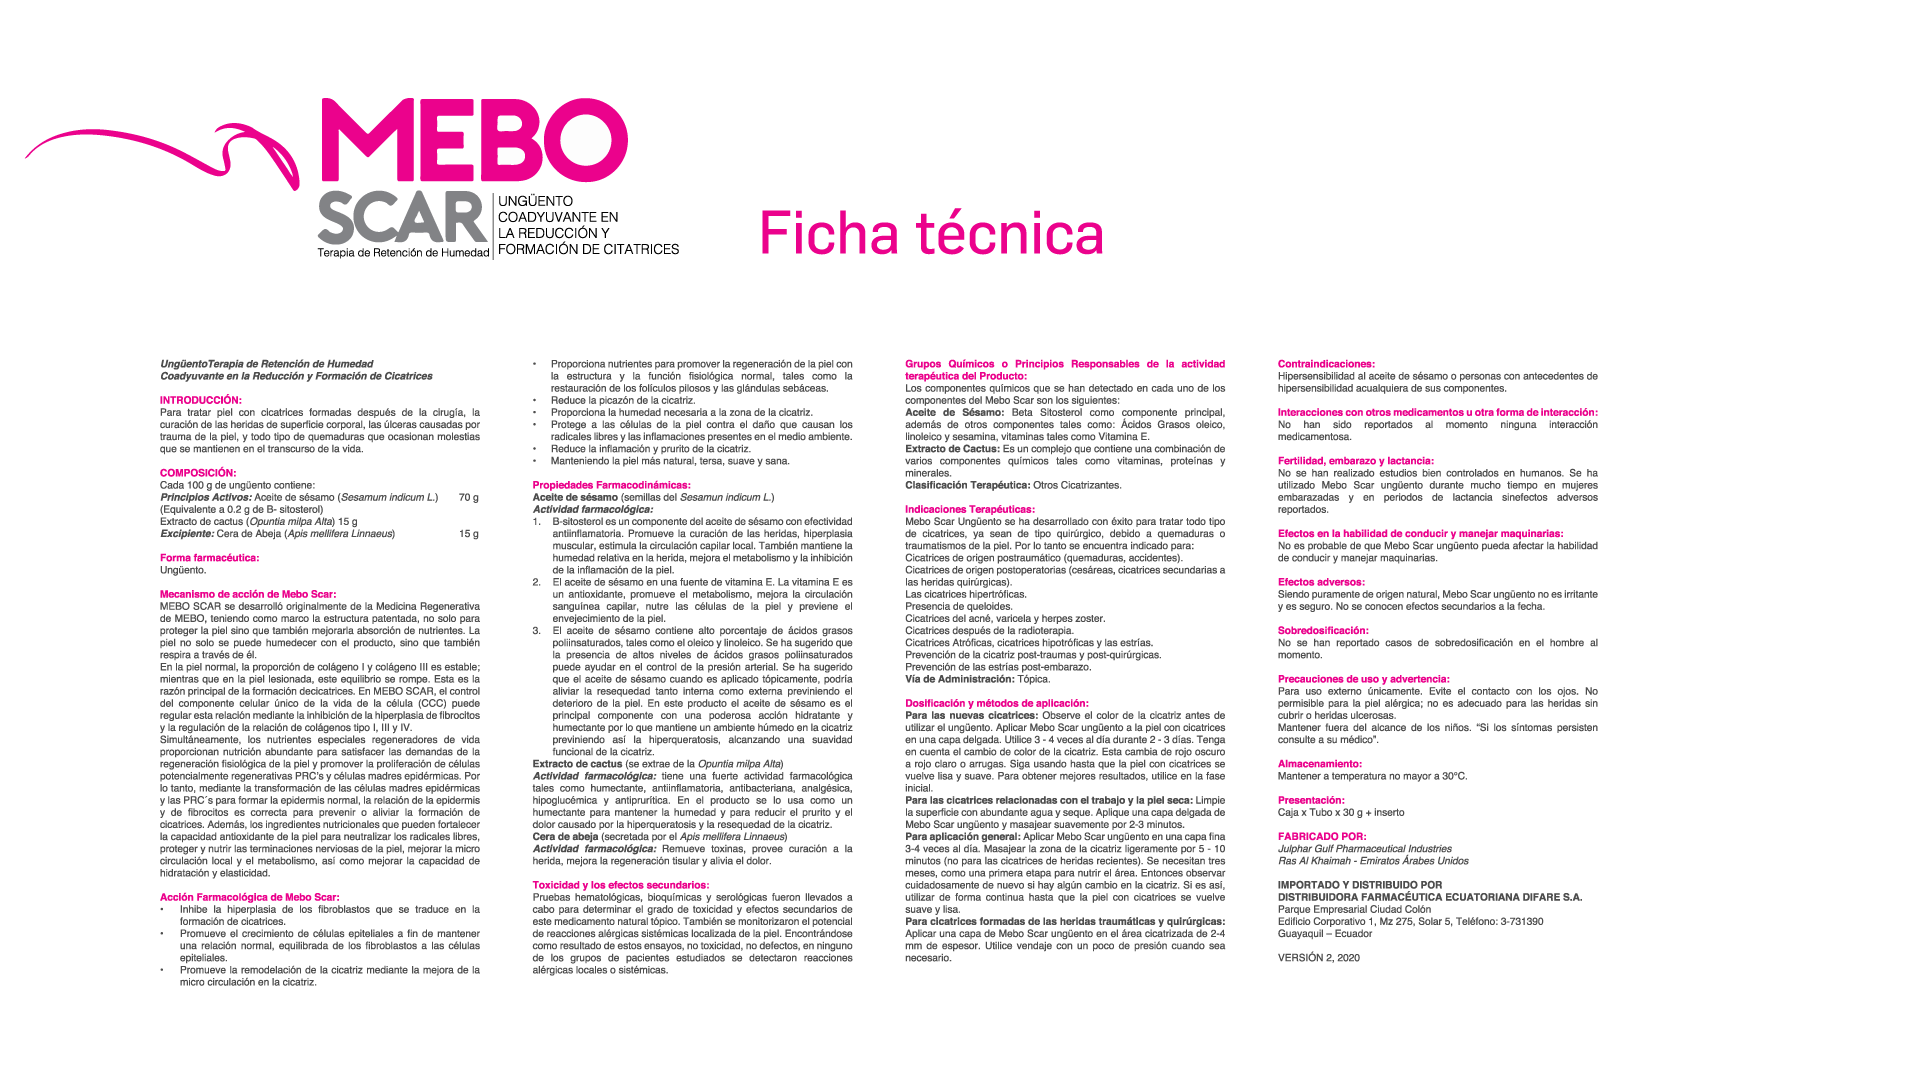 MEBO
SCAR
Terapia de Retención de Humedad
UNGÜENTO
COADYUVANTE EN
LA REDUCCIÓN Y
FORMACIÓN DE CITATRICES
Ficha técnica
UngüentoTerapia de Retención de Humedad
Coadyuvante en la Reducción y Formación de Cicatrices
INTRODUCCIÓN:
Para tratar piel con cicatrices formadas después de la cirugía, la
curación de las heridas de superficie corporal, las úlceras causadas por
trauma de la piel, y todo tipo de quemaduras que ocasionan molestias
que se mantienen en el transcurso de la vida.
COMPOSICIÓN:
Cada 100 g de ungüento contiene:
Principios Activos: Aceite de sésamo (Sesamum indicum L.) 70 g
(Equivalente a 0.2 g de B- sitosterol)
Extracto de cactus (Opuntia milpa Alta) 15 g
Excipiente: Cera de Abeja (Apis mellifera Linnaeus) 15 g
Forma farmacéutica:
Ungüento.
Mecanismo de acción de Mebo Scar:
MEBO SCAR se desarrolló originalmente de la Medicina Regenerativa
de MEBO, teniendo como marco la estructura patentada, no solo para
proteger la piel sino que también mejoraría absorción de nutrientes. La
piel no solo se puede humedecer con el producto, sino que también
respira a través de él.
En la piel normal, la proporción de colágeno I y colágeno III es estable;
mientras que en la piel lesionada, este equilibrio se rompe. Esta es la
razón principal de la formación decicatrices. En MEBO SCAR, el control
del componente celular único de la vida de la célula (CCC) puede
regular esta relación mediante la inhibición de la hiperplasia de fibrocitos
y la regulación de la relación de colágenos tipo I, III y IV.
Simultáneamente, los nutrientes especiales regeneradores de vida
proporcionan nutrición abundante para satisfacer las demandas de la
regeneración fisiológica de la piel y promover la proliferación de células
potencialmente regenerativas PRC's y células madres epidérmicas. Por
lo tanto, mediante la transformación de las células madres epidérmicas
y las PRC´s para formar la epidermis normal, la relación de la epidermis
y de fibrocitos es correcta para prevenir o aliviar la formación de
cicatrices. Además, los ingredientes nutricionales que pueden fortalecer
la capacidad antioxidante de la piel para neutralizar los radicales libres,
proteger y nutrir las terminaciones nerviosas de la piel, mejorar la micro
circulación local y el metabolismo, así como mejorar la capacidad de
hidratación y elasticidad.
Acción Farmacológica de Mebo Scar:
• Inhibe la hiperplasia de los fibroblastos que se traduce en la
formación de cicatrices.
• Promueve el crecimiento de células epiteliales a fin de mantener
una relación normal, equilibrada de los fibroblastos a las células
epiteliales.
• Promueve la remodelación de la cicatriz mediante la mejora de la
micro circulación en la cicatriz.
• Proporciona nutrientes para promover la regeneración de la piel con
la estructura y la función fisiológica normal, tales como la
restauración de los folículos pilosos y las glándulas sebáceas.
• Reduce la picazón de la cicatriz.
• Proporciona la humedad necesaria a la zona de la cicatriz.
• Protege a las células de la piel contra el daño que causan los
radicales libres y las inflamaciones presentes en el medio ambiente.
• Reduce la inflamación y prurito de la cicatriz.
• Manteniendo la piel más natural, tersa, suave y sana.
Propiedades Farmacodinámicas:
Aceite de sésamo (semillas del Sesamun indicum L.)
Actividad farmacológica:
1. B-sitosterol es un componente del aceite de sésamo con efectividad
antiinflamatoria. Promueve la curación de las heridas, hiperplasia
muscular, estimula la circulación capilar local. También mantiene la
humedad relativa en la herida, mejora el metabolismo y la inhibición
de la inflamación de la piel.
2. El aceite de sésamo en una fuente de vitamina E. La vitamina E es
un antioxidante, promueve el metabolismo, mejora la circulación
sanguínea capilar, nutre las células de la piel y previene el
envejecimiento de la piel.
3. El aceite de sésamo contiene alto porcentaje de ácidos grasos
poliinsaturados, tales como el oleico y linoleico. Se ha sugerido que
la presencia de altos niveles de ácidos grasos poliinsaturados
puede ayudar en el control de la presión arterial. Se ha sugerido
que el aceite de sésamo cuando es aplicado tópicamente, podría
aliviar la resequedad tanto interna como externa previniendo el
deterioro de la piel. En este producto el aceite de sésamo es el
principal componente con una poderosa acción hidratante y
humectante por lo que mantiene un ambiente húmedo en la cicatriz
previniendo así la hiperqueratosis, alcanzando una suavidad
funcional de la cicatriz.
Extracto de cactus (se extrae de la Opuntia milpa Alta)
Actividad farmacológica: tiene una fuerte actividad farmacológica
tales como humectante, antiinflamatoria, antibacteriana, analgésica,
hipoglucémica y antiprurítica. En el producto se lo usa como un
humectante para mantener la humedad y para reducir el prurito y el
dolor causado por la hiperqueratosis y la resequedad de la cicatriz.
Cera de abeja (secretada por el Apis mellifera Linnaeus)
Actividad farmacológica: Remueve toxinas, provee curación a la
herida, mejora la regeneración tisular y alivia el dolor.
Toxicidad y los efectos secundarios:
Pruebas hematológicas, bioquímicas y serológicas fueron llevados a
cabo para determinar el grado de toxicidad y efectos secundarios de
este medicamento natural tópico. También se monitorizaron el potencial
de reacciones alérgicas sistémicas localizada de la piel. Encontrándose
como resultado de estos ensayos, no toxicidad, no defectos, en ninguno
de los grupos de pacientes estudiados se detectaron reacciones
alérgicas locales o sistémicas.
Grupos Químicos o Principios Responsables de la actividad
terapéutica del Producto:
Los componentes químicos que se han detectado en cada uno de los
componentes del Mebo Scar son los siguientes:
Aceite de Sésamo: Beta Sitosterol como componente principal,
además de otros componentes tales como: Ácidos Grasos oleico,
linoleico y sesamina, vitaminas tales como Vitamina E.
Extracto de Cactus: Es un complejo que contiene una combinación de
varios componentes químicos tales como vitaminas, proteínas y
minerales.
Clasificación Terapéutica: Otros Cicatrizantes.
Indicaciones Terapéuticas:
Mebo Scar Ungüento se ha desarrollado con éxito para tratar todo tipo
de cicatrices, ya sean de tipo quirúrgico, debido a quemaduras o
traumatismos de la piel. Por lo tanto se encuentra indicado para:
Cicatrices de origen postraumático (quemaduras, accidentes).
Cicatrices de origen postoperatorias (cesáreas, cicatrices secundarias a
las heridas quirúrgicas).
Las cicatrices hipertróficas.
Presencia de queloides.
Cicatrices del acné, varicela y herpes zoster.
Cicatrices después de la radioterapia.
Cicatrices Atróficas, cicatrices hipotróficas y las estrías.
Prevención de la cicatriz post-traumas y post-quirúrgicas.
Prevención de las estrías post-embarazo.
Vía de Administración: Tópica.
Dosificación y métodos de aplicación:
Para las nuevas cicatrices: Observe el color de la cicatriz antes de
utilizar el ungüento. Aplicar Mebo Scar ungüento a la piel con cicatrices
en una capa delgada. Utilice 3 - 4 veces al día durante 2 - 3 días. Tenga
en cuenta el cambio de color de la cicatriz. Esta cambia de rojo oscuro
a rojo claro o arrugas. Siga usando hasta que la piel con cicatrices se
vuelve lisa y suave. Para obtener mejores resultados, utilice en la fase
inicial.
Para las cicatrices relacionadas con el trabajo y la piel seca: Limpie
la superficie con abundante agua y seque. Aplique una capa delgada de
Mebo Scar ungüento y masajear suavemente por 2-3 minutos.
Para aplicación general: Aplicar Mebo Scar ungüento en una capa fina
3-4 veces al día. Masajear la zona de la cicatriz ligeramente por 5 - 10
minutos (no para las cicatrices de heridas recientes). Se necesitan tres
meses, como una primera etapa para nutrir el área. Entonces observar
cuidadosamente de nuevo si hay algún cambio en la cicatriz. Si es así,
utilizar de forma continua hasta que la piel con cicatrices se vuelve
suave y lisa.
Para cicatrices formadas de las heridas traumáticas y quirúrgicas:
Aplicar una capa de Mebo Scar ungüento en el área cicatrizada de 2-4
mm de espesor. Utilice vendaje con un poco de presión cuando sea
necesario.
Contraindicaciones:
Hipersensibilidad al aceite de sésamo o personas con antecedentes de
hipersensibilidad acualquiera de sus componentes.
Interacciones con otros medicamentos u otra forma de interacción:
No han sido reportados al momento ninguna interacción
medicamentosa.
Fertilidad, embarazo y lactancia:
No se han realizado estudios bien controlados en humanos. Se ha
utilizado Mebo Scar ungüento durante mucho tiempo en mujeres
embarazadas y en periodos de lactancia sinefectos adversos
reportados.
Efectos en la habilidad de conducir y manejar maquinarias:
No es probable de que Mebo Scar ungüento pueda afectar la habilidad
de conducir y manejar maquinarias.
Efectos adversos:
Siendo puramente de origen natural, Mebo Scar ungüento no es irritante
y es seguro. No se conocen efectos secundarios a la fecha.
Sobredosificación:
No se han reportado casos de sobredosificación en el hombre al
momento.
Precauciones de uso y advertencia:
Para uso externo únicamente. Evite el contacto con los ojos. No
permisible para la piel alérgica; no es adecuado para las heridas sin
cubrir o heridas ulcerosas.
Mantener fuera del alcance de los niños. “Si los síntomas persisten
consulte a su médico”.
Almacenamiento:
Mantener a temperatura no mayor a 30°C.
Presentación:
Caja x Tubo x 30 g + inserto
FABRICADO POR:
Julphar Gulf Pharmaceutical Industries
Ras Al Khaimah - Emiratos Árabes Unidos
IMPORTADO Y DISTRIBUIDO POR
DISTRIBUIDORA FARMACÉUTICA ECUATORIANA DIFARE S.A.
Parque Empresarial Ciudad Colón
Edificio Corporativo 1, Mz 275, Solar 5, Teléfono: 3-731390
Guayaquil – Ecuador
VERSIÓN 2, 2020